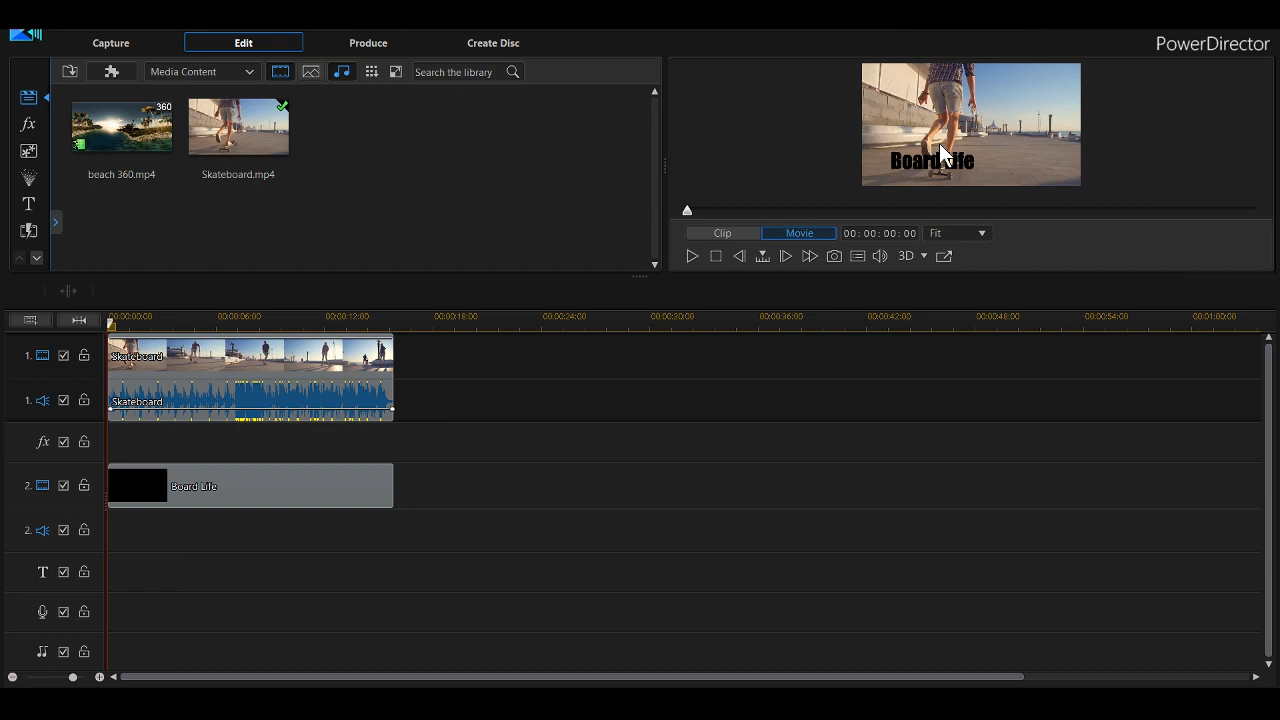 Capture
Edit
Produce
Create Disc
PowerDirector
Media Content
Search the library
360
beach 360.mp4
Skateboard.mp4
fx
T
Board Life
Clip
Movie
00:00:00:00
Fit
3D
00:00:00:00
00:00:06:00
00:00:12:00
00:00:18:00
00:00:24:00
00:00:30:00
00:00:36:00
00:00:42:00
00:00:48:00
00:00:54:00
00:01:00:00
1.
Skateboard
1.
Skateboard
fx
2.
Board Life
2.
T